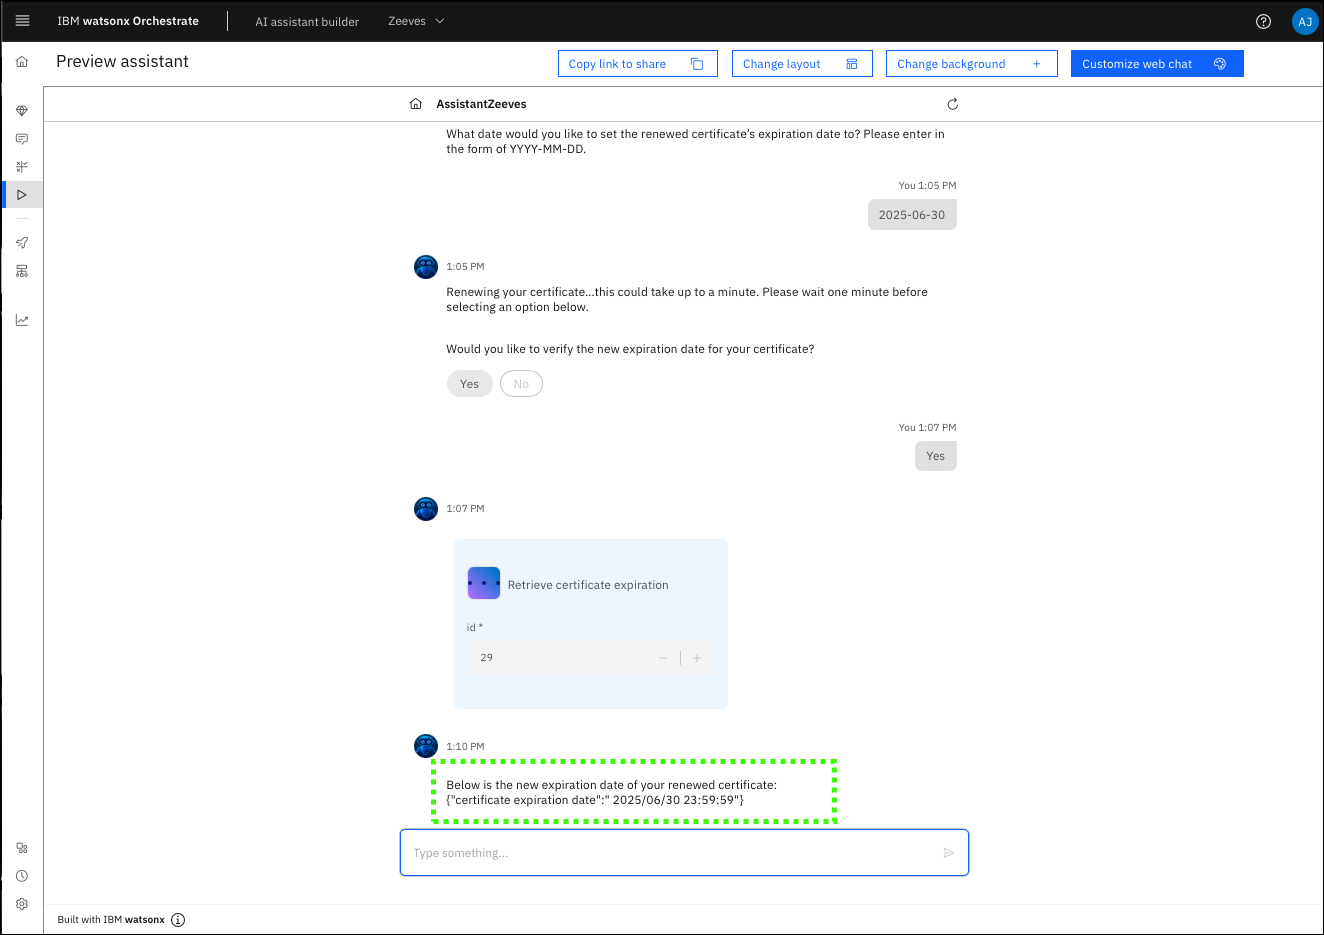 IBM watsonx Orchestrate
AI assistant builder
Zeeves
AJ
Preview assistant
Copy link to share
Change layout
Change background
Customize web chat
AssistantZeeves
What date would you like to set the renewed certificate's expiration date to? Please enter in
the form of YYYY-MM-DD.
You 1:05 PM
2025-06-30
1:05 PM
Renewing your certificate...this could take up to a minute. Please wait one minute before
selecting an option below.
Would you like to verify the new expiration date for your certificate?
Yes
No
You 1:07 PM
Yes
1:07 PM
Retrieve certificate expiration
id *
29
1:10 PM
Below is the new expiration date of your renewed certificate:
{"certificate expiration date":" 2025/06/30 23:59:59"}
Type something...
Built with IBM watsonx